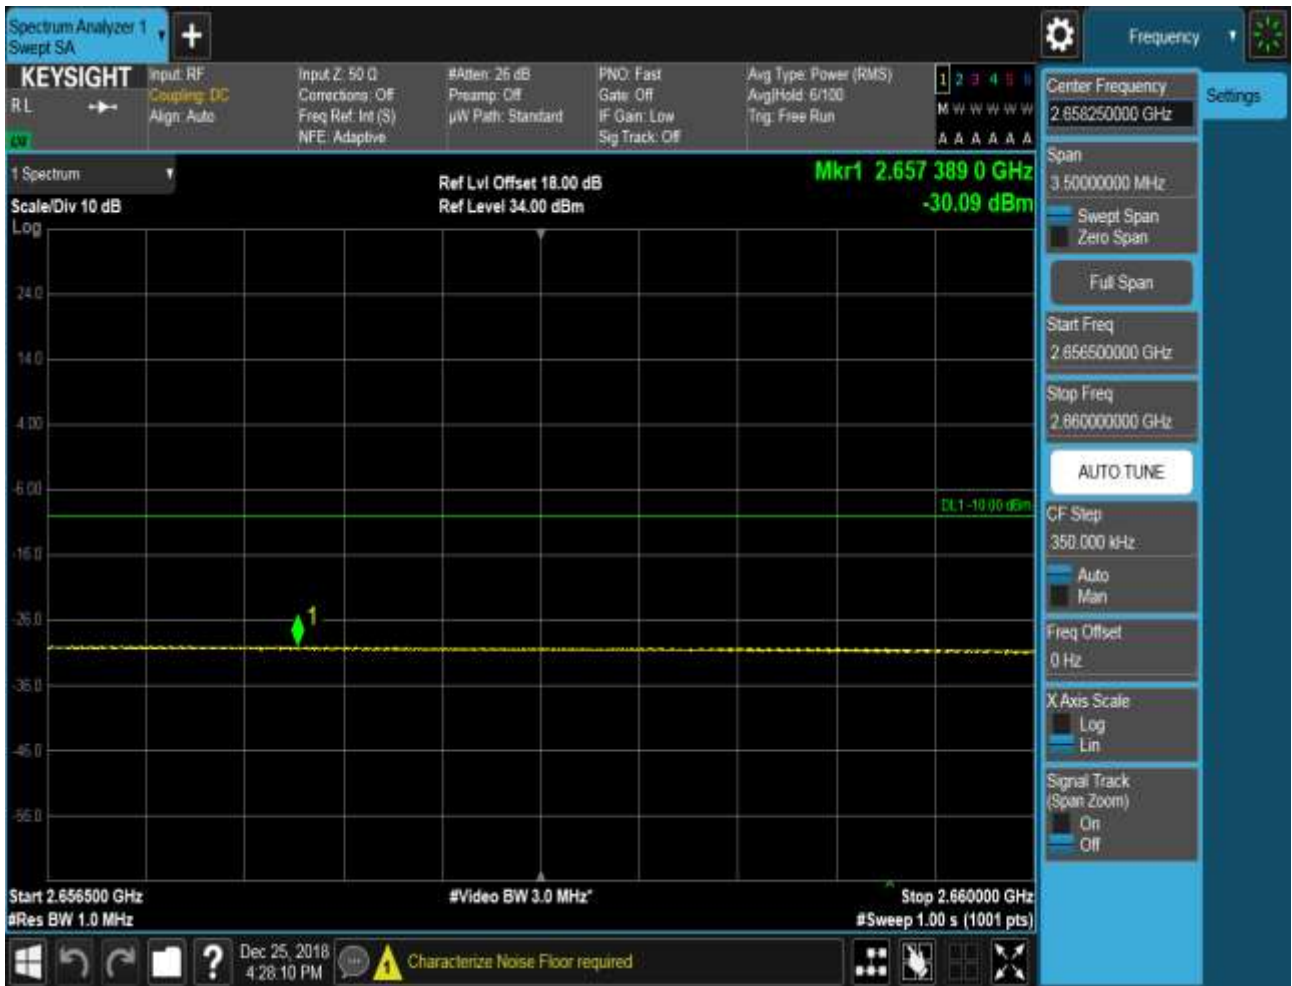 Spectrum Analyzer 1
Swept SA
+
Frequency
KEYSIGHT
RL
Input: RF
Coupling: DC
Align: Auto
Input Z: 50 Ω
Corrections: Off
Freq Ref: Int (S)
NFE: Adaptive
#Atten: 26 dB
Preamp: Off
µW Path: Standard
PNO: Fast
Gate: Off
IF Gain: Low
Sig Track: Off
Avg Type: Power (RMS)
Avg|Hold: 6/100
Trig: Free Run
1 2 3 4 5 6
M W W W W W
A A A A A A
1 Spectrum
Scale/Div 10 dB
Log
Ref Lvl Offset 18.00 dB
Ref Level 34.00 dBm
Mkr1 2.657 389 0 GHz
-30.09 dBm
24.0
14.0
4.00
-6.00
-16.0
-26.0
-36.0
-46.0
-56.0
DL1 -10.00 dBm
1
Start 2.656500 GHz
#Res BW 1.0 MHz
#Video BW 3.0 MHz*
Stop 2.660000 GHz
#Sweep 1.00 s (1001 pts)
Center Frequency
2.658250000 GHz
Settings
Span
3.50000000 MHz
Swept Span
Zero Span
Full Span
Start Freq
2.656500000 GHz
Stop Freq
2.660000000 GHz
AUTO TUNE
CF Step
350.000 kHz
Auto
Man
Freq Offset
0 Hz
X Axis Scale
Log
Lin
Signal Track
(Span Zoom)
On
Off
?
Dec 25, 2018
4:28:10 PM
1
Characterize Noise Floor required